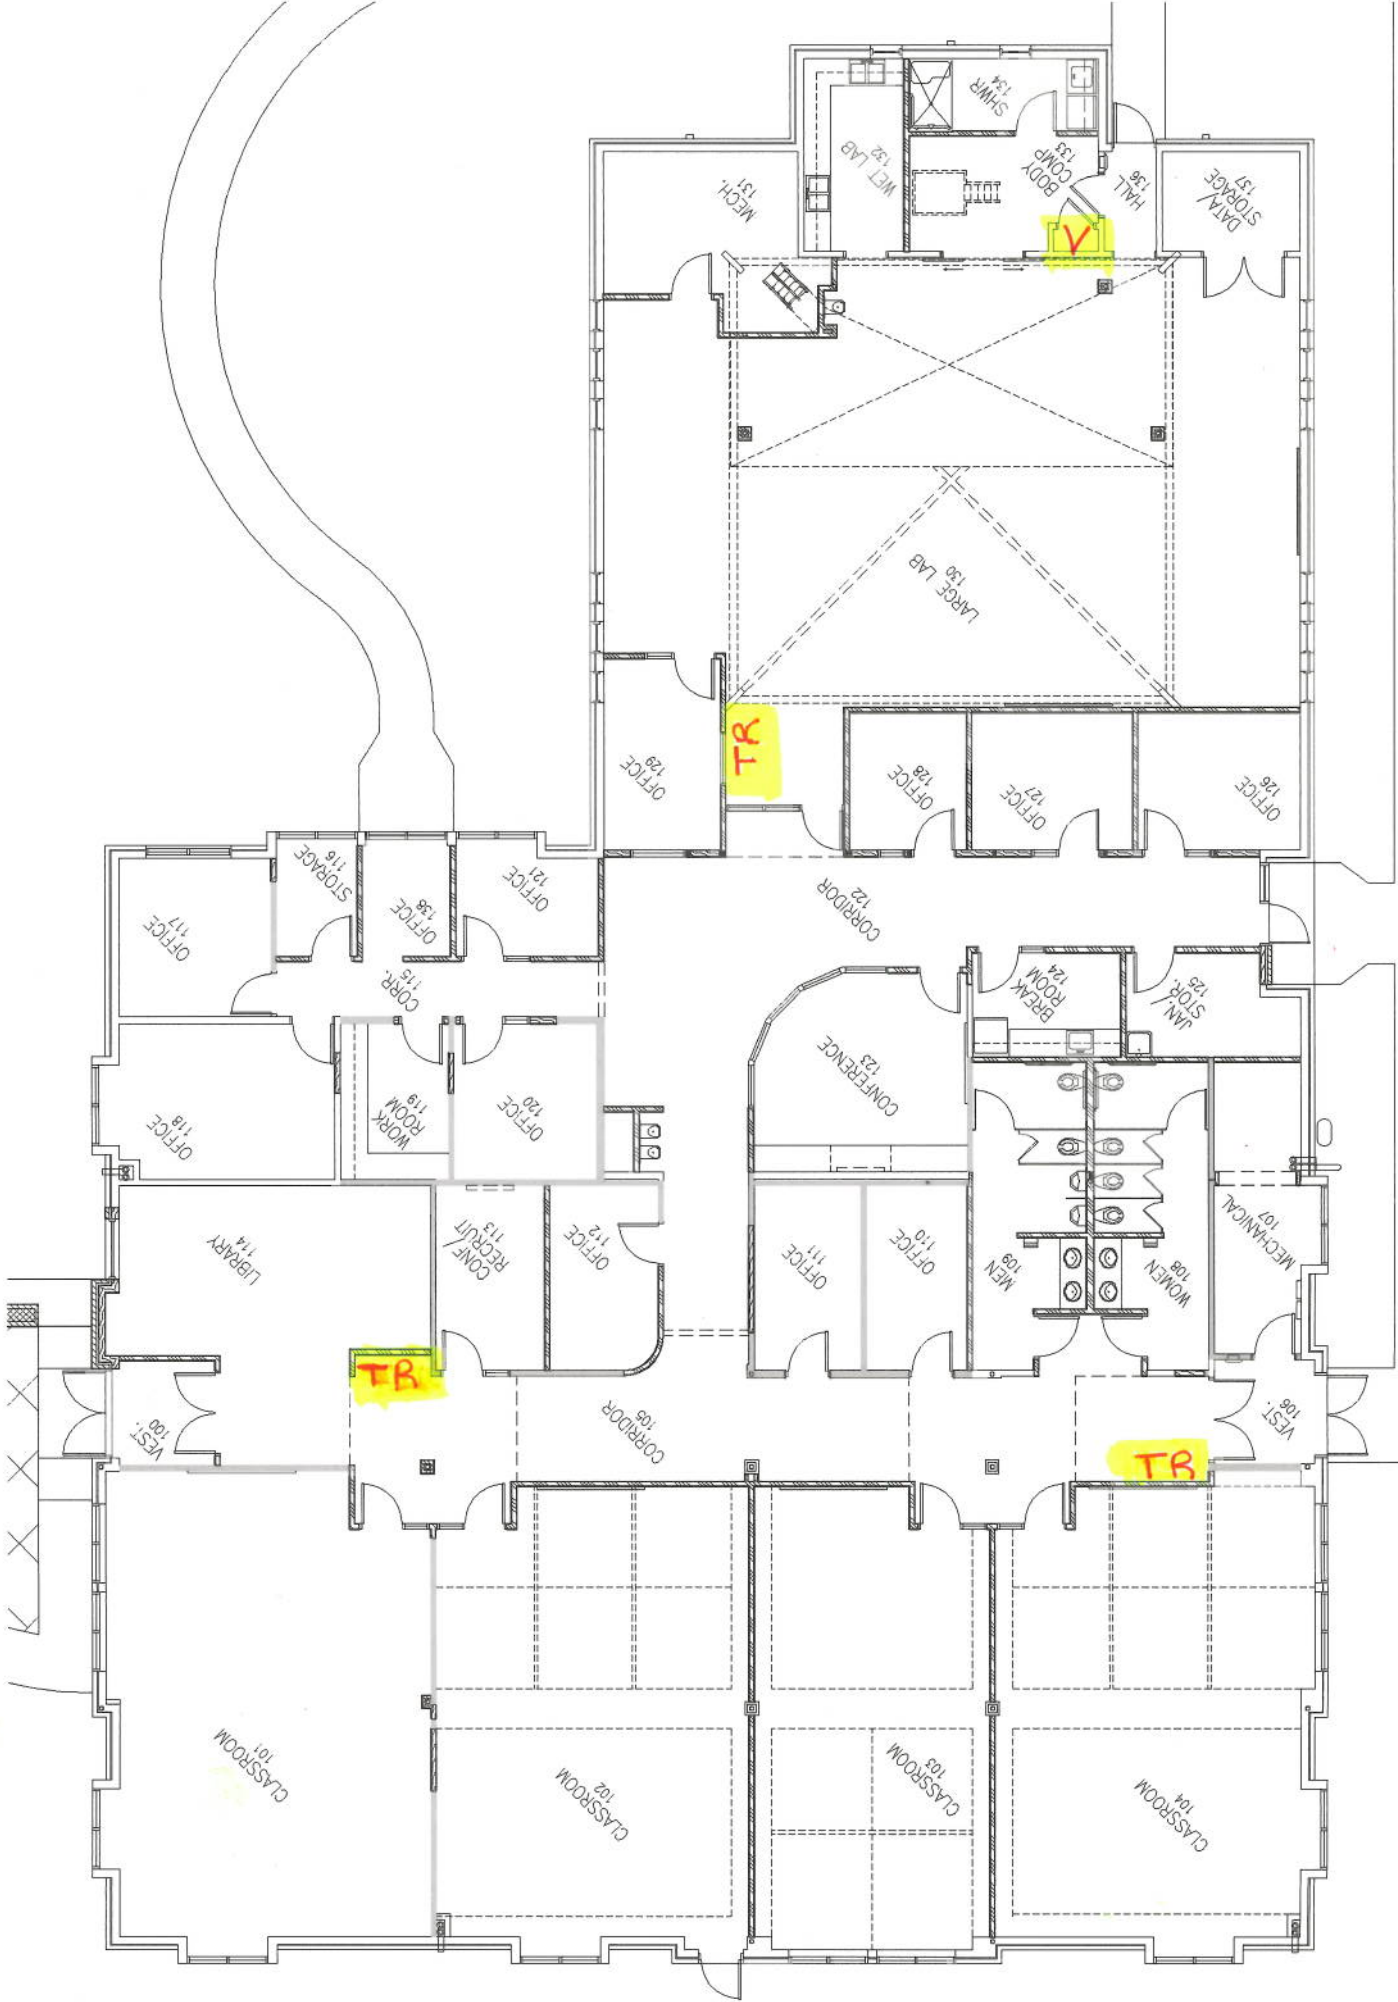 SHWR
134
WET LAB
132
BODY
COMP
133
HALL
136
DATA/
STORAGE
137
MECH.
131
V
LARGE LAB
130
TR
OFFICE
129
OFFICE
128
OFFICE
127
OFFICE
126
STORAGE
116
OFFICE
138
OFFICE
121
OFFICE
117
CORRIDOR
122
CORR.
115
BREAK
ROOM
124
JAN./
STOR.
125
CONFERENCE
123
OFFICE
118
WORK
ROOM
119
OFFICE
120
LIBRARY
114
CONF/
RECRUIT
113
OFFICE
112
OFFICE
111
OFFICE
110
MEN
109
WOMEN
108
MECHANICAL
107
TR
VEST.
100
CORRIDOR
105
VEST.
106
TR
CLASSROOM
101
CLASSROOM
102
CLASSROOM
103
CLASSROOM
104